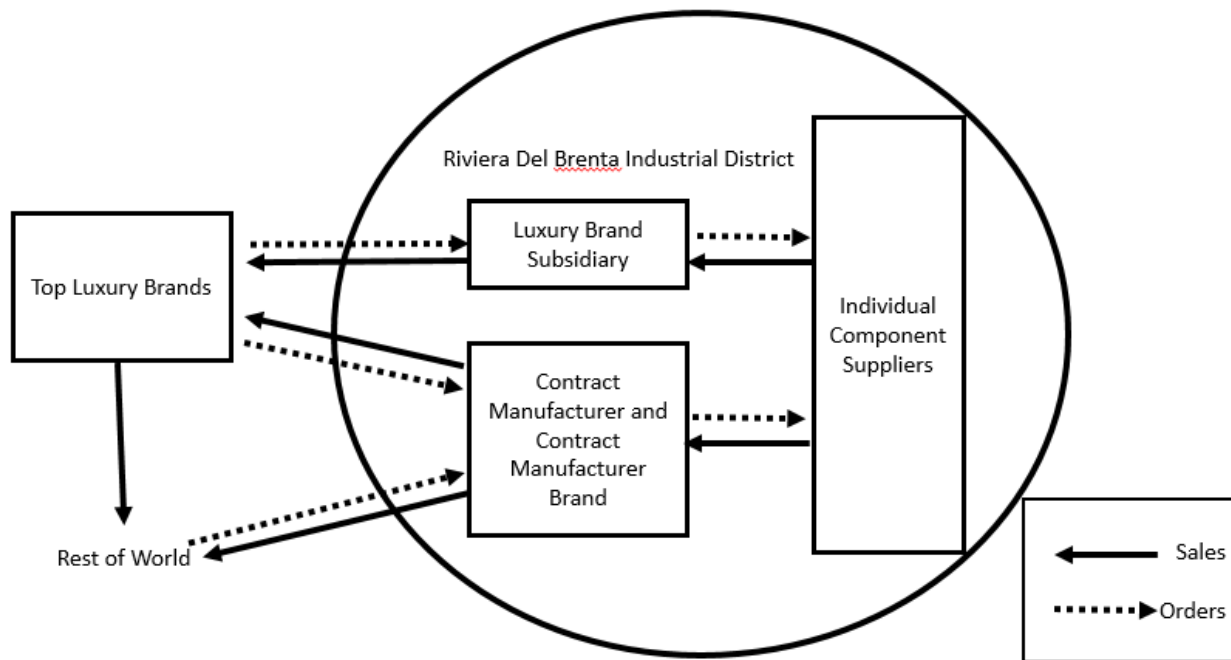 Riviera Del Brenta Industrial District
Top Luxury Brands
Luxury Brand
Subsidiary
Individual
Component
Suppliers
Contract
Manufacturer and
Contract
Manufacturer
Brand
Rest of World
Sales
Orders